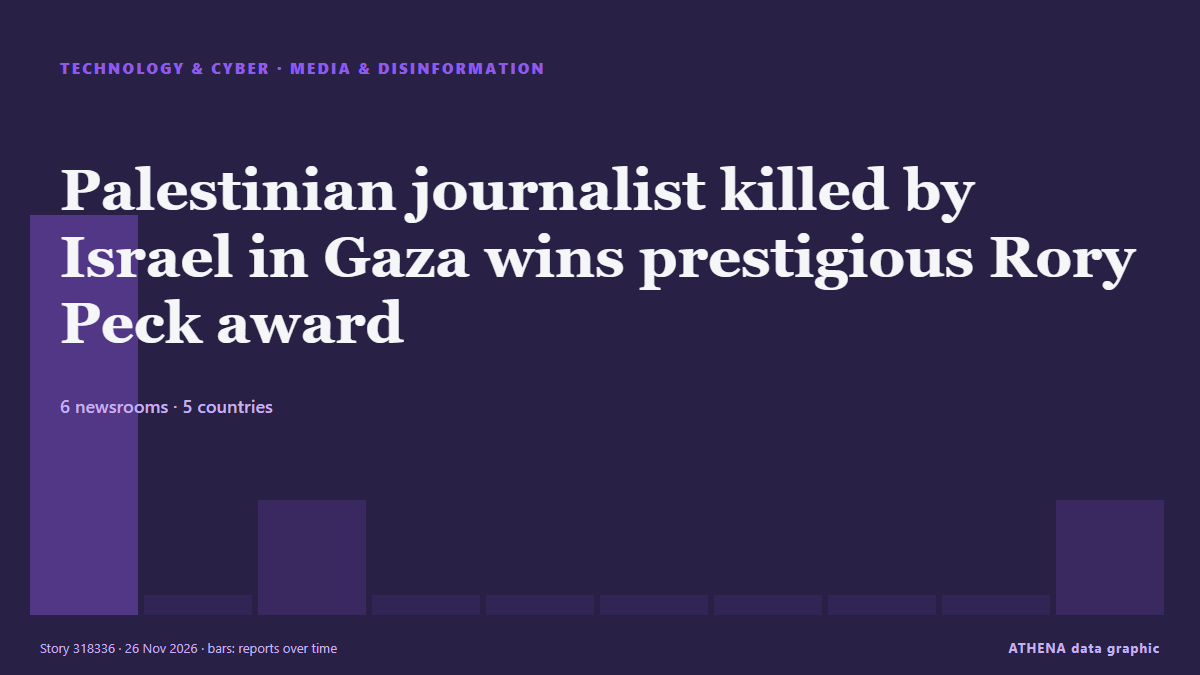 TECHNOLOGY & CYBER · MEDIA & DISINFORMATION
Palestinian journalist killed by
Israel in Gaza wins prestigious Rory
Peck award
6 newsrooms · 5 countries
Story 318336 · 26 Nov 2026 · bars: reports over time
ATHENA data graphic